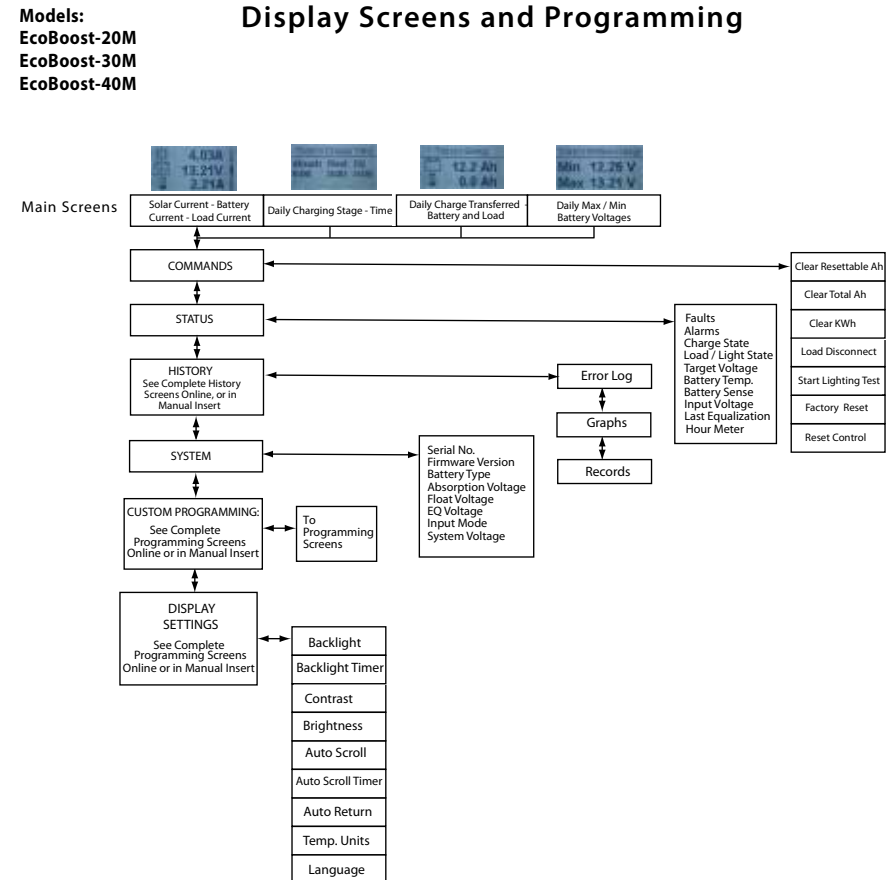 Models:
EcoBoost-20M
EcoBoost-30M
EcoBoost-40M
Display Screens and Programming
4.03A
13.21V
2.21A
12.2 Ah
0.0 Ah
Min 12.26 V
Max 13.21 V
Main Screens
Solar Current - Battery
Current - Load Current
Daily Charging Stage - Time
Daily Charge Transferred -
Battery and Load
Daily Max / Min
Battery Voltages
COMMANDS
Clear Resettable Ah
Clear Total Ah
Clear KWh
Load Disconnect
Start Lighting Test
Factory Reset
Reset Control
STATUS
Faults
Alarms
Charge State
Load / Light State
Target Voltage
Battery Temp.
Battery Sense
Input Voltage
Last Equalization
Hour Meter
HISTORY
See Complete History
Screens Online, or in
Manual Insert
Error Log
Graphs
Records
SYSTEM
Serial No.
Firmware Version
Battery Type
Absorption Voltage
Float Voltage
EQ Voltage
Input Mode
System Voltage
CUSTOM PROGRAMMING:
See Complete
Programming Screens
Online or in Manual Insert
To
Programming
Screens
DISPLAY
SETTINGS
See Complete
Programming Screens
Online or in Manual Insert
Backlight
Backlight Timer
Contrast
Brightness
Auto Scroll
Auto Scroll Timer
Auto Return
Temp. Units
Language